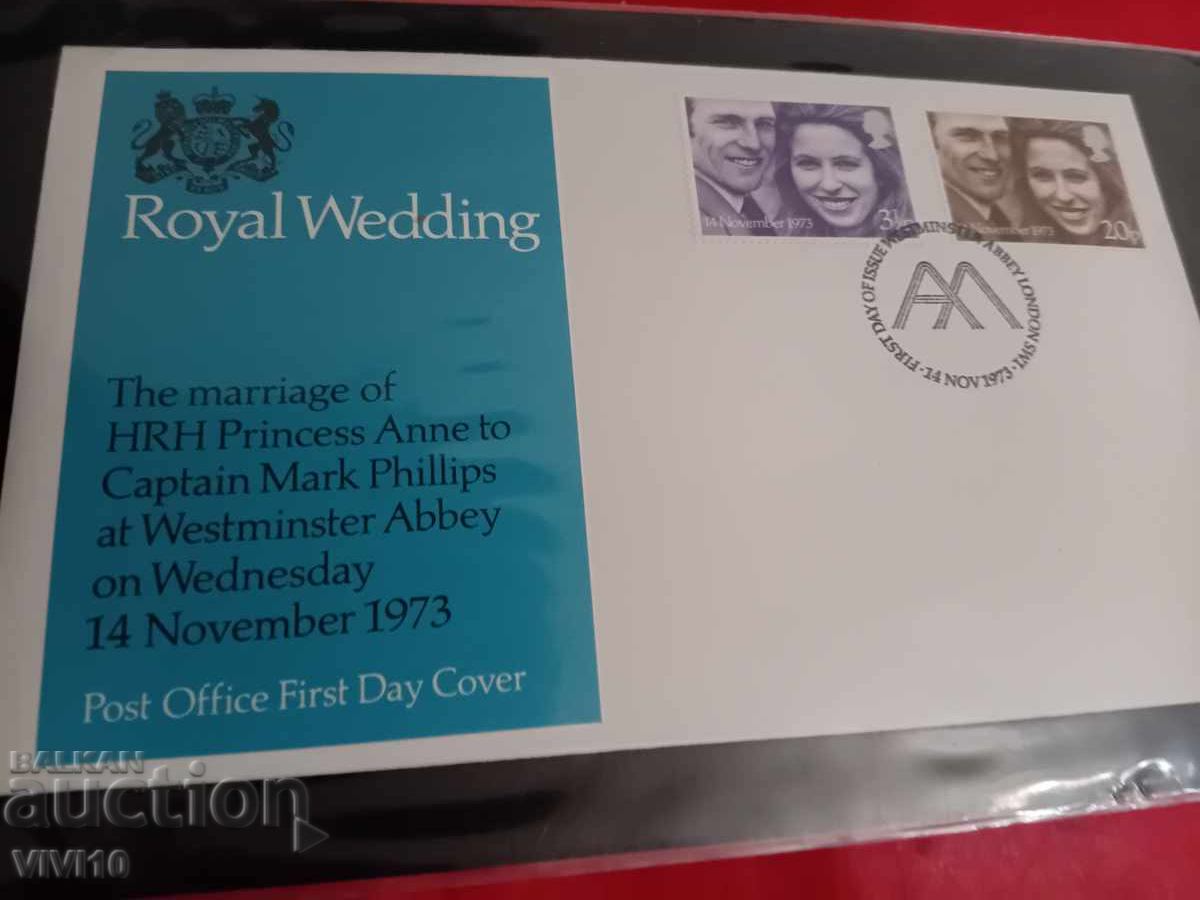 Royal Wedding
The marriage of
HRH Princess Anne to
Captain Mark Phillips
at Westminster Abbey
on Wednesday
14 November 1973
Post Office First Day Cover
14 November 1973
3½p
November 1973
20p
FIRST DAY OF ISSUE WESTMINSTER ABBEY LONDON SW1
14 NOV 1973
BALKAN
auction
VIVI10